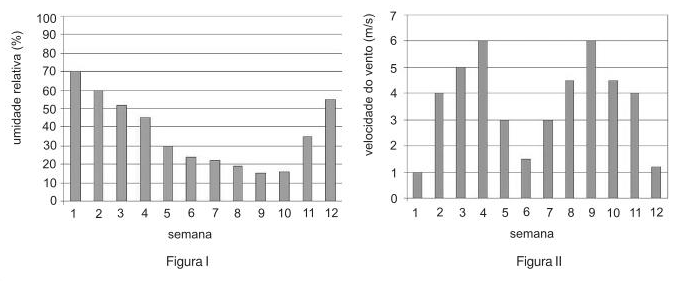 umidade relativa (%)
100
90
80
70
60
50
40
30
20
10
0
1 2 3 4 5 6 7 8 9 10 11 12
semana
Figura I
velocidade do vento (m/s)
7
6
5
4
3
2
1
0
1 2 3 4 5 6 7 8 9 10 11 12
semana
Figura II